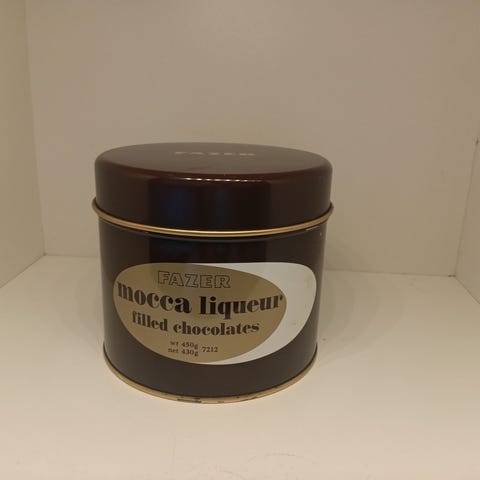 FAZER
FAZER
mocca liqueur
filled chocolates
wt 450g
net 430g 7212